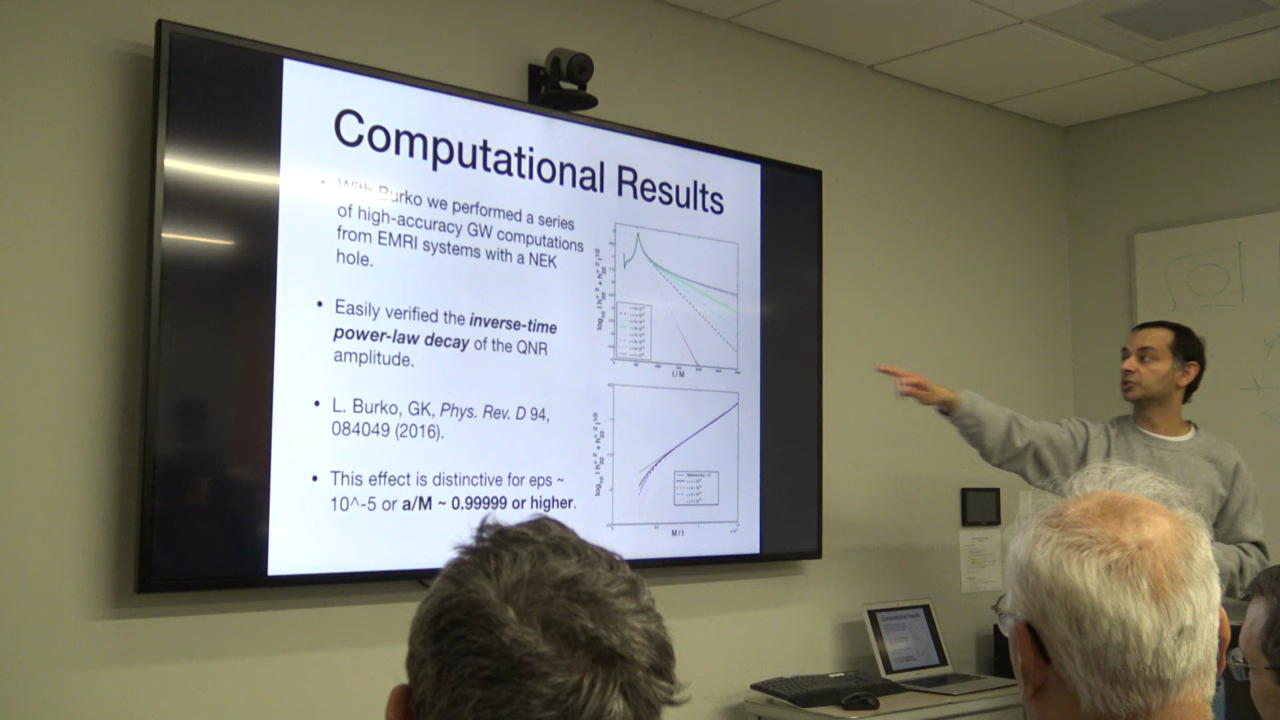 Computational Results
• With Burko we performed a series
of high-accuracy GW computations
from EMRI systems with a NEK
hole.
• Easily verified the inverse-time
power-law decay of the QNR
amplitude.
• L. Burko, GK, Phys. Rev. D 94,
084049 (2016).
• This effect is distinctive for eps ~
10^-5 or a/M ~ 0.99999 or higher.
t / M
M / t
Computational Results